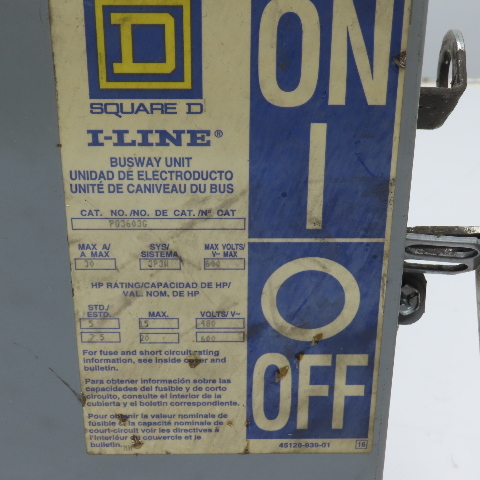 D
SQUARE D
I-LINE®
BUSWAY UNIT
UNIDAD DE ELECTRODUCTO
UNITÉ DE CANIVEAU DU BUS
CAT. NO./NO. DE CAT./Nº CAT
PQ3603G
MAX A/
A MAX
SYS/
SISTEMA
MAX VOLTS/
V~ MAX
30
3P3W
600
HP RATING/CAPACIDAD DE HP/
VAL. NOM. DE HP
STD./
ESTD.
MAX.
VOLTS/V~
5
15
480
7.5
20
600
For fuse and short circuit rating
information, see inside cover and
bulletin.
Para obtener información sobre las
capacidades del fusible y de corto
circuito, consulte el interior de la
cubierta y el boletín correspondiente.
Pour obtenir la valeur nominale de
fusible et la capacité nominale de
court-circuit voir les directives à
l'intérieur du couvercle et le
bulletin.
ON
I
O
OFF
45126-839-01
18